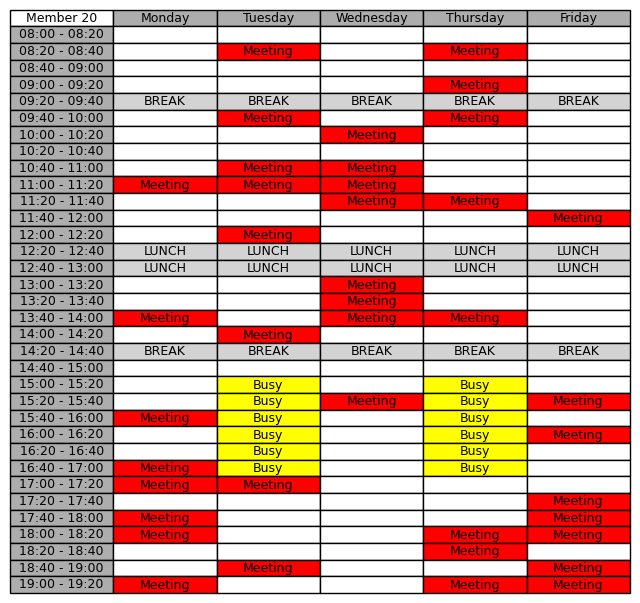 Member 20 Monday Tuesday Wednesday Thursday Friday
08:00 - 08:20
08:20 - 08:40 Meeting Meeting
08:40 - 09:00
09:00 - 09:20 Meeting
09:20 - 09:40 BREAK BREAK BREAK BREAK BREAK
09:40 - 10:00 Meeting Meeting
10:00 - 10:20 Meeting
10:20 - 10:40
10:40 - 11:00 Meeting Meeting
11:00 - 11:20 Meeting Meeting Meeting
11:20 - 11:40 Meeting Meeting
11:40 - 12:00 Meeting
12:00 - 12:20 Meeting
12:20 - 12:40 LUNCH LUNCH LUNCH LUNCH LUNCH
12:40 - 13:00 LUNCH LUNCH LUNCH LUNCH LUNCH
13:00 - 13:20 Meeting
13:20 - 13:40 Meeting
13:40 - 14:00 Meeting Meeting Meeting
14:00 - 14:20 Meeting
14:20 - 14:40 BREAK BREAK BREAK BREAK BREAK
14:40 - 15:00
15:00 - 15:20 Busy Busy
15:20 - 15:40 Busy Meeting Busy Meeting
15:40 - 16:00 Meeting Busy Busy
16:00 - 16:20 Busy Busy Meeting
16:20 - 16:40 Busy Busy
16:40 - 17:00 Meeting Busy Busy
17:00 - 17:20 Meeting Meeting
17:20 - 17:40 Meeting
17:40 - 18:00 Meeting Meeting
18:00 - 18:20 Meeting Meeting Meeting
18:20 - 18:40 Meeting
18:40 - 19:00 Meeting Meeting
19:00 - 19:20 Meeting Meeting Meeting